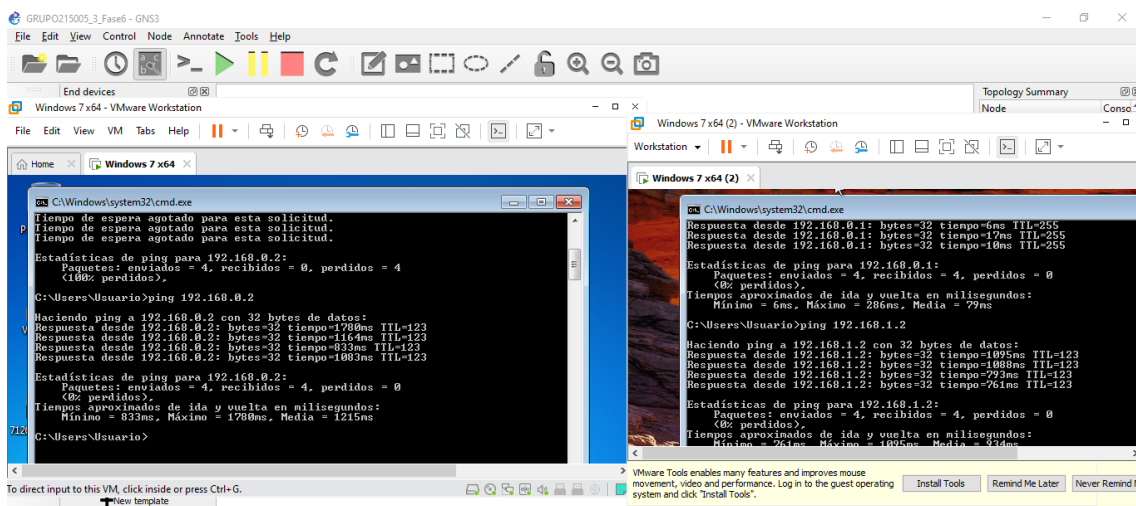 GRUPO215005_3_Fase6 - GNS3
File Edit View Control Node Annotate Tools Help
End devices
Topology Summary
Node
Windows 7 x64 - VMware Workstation
File Edit View VM Tabs Help
Home
Windows 7 x64
C:\Windows\system32\cmd.exe
Tiempo de espera agotado para esta solicitud.
Tiempo de espera agotado para esta solicitud.
Tiempo de espera agotado para esta solicitud.
Estadísticas de ping para 192.168.0.2:
Paquetes: enviados = 4, recibidos = 0, perdidos = 4
(100% perdidos),
C:\Users\Usuario>ping 192.168.0.2
Haciendo ping a 192.168.0.2 con 32 bytes de datos:
Respuesta desde 192.168.0.2: bytes=32 tiempo=1780ms TTL=123
Respuesta desde 192.168.0.2: bytes=32 tiempo=1164ms TTL=123
Respuesta desde 192.168.0.2: bytes=32 tiempo=833ms TTL=123
Respuesta desde 192.168.0.2: bytes=32 tiempo=1083ms TTL=123
Estadísticas de ping para 192.168.0.2:
Paquetes: enviados = 4, recibidos = 4, perdidos = 0
(0% perdidos),
Tiempos aproximados de ida y vuelta en milisegundos:
Mínimo = 833ms, Máximo = 1780ms, Media = 1215ms
C:\Users\Usuario>
To direct input to this VM, click inside or press Ctrl+G.
New template
Windows 7 x64 (2) - VMware Workstation
Workstation
Windows 7 x64 (2)
C:\Windows\system32\cmd.exe
Respuesta desde 192.168.0.1: bytes=32 tiempo=6ms TTL=255
Respuesta desde 192.168.0.1: bytes=32 tiempo=17ms TTL=255
Respuesta desde 192.168.0.1: bytes=32 tiempo=10ms TTL=255
Estadísticas de ping para 192.168.0.1:
Paquetes: enviados = 4, recibidos = 4, perdidos = 0
(0% perdidos),
Tiempos aproximados de ida y vuelta en milisegundos:
Mínimo = 6ms, Máximo = 286ms, Media = 79ms
C:\Users\Usuario>ping 192.168.1.2
Haciendo ping a 192.168.1.2 con 32 bytes de datos:
Respuesta desde 192.168.1.2: bytes=32 tiempo=1095ms TTL=123
Respuesta desde 192.168.1.2: bytes=32 tiempo=1088ms TTL=123
Respuesta desde 192.168.1.2: bytes=32 tiempo=793ms TTL=123
Respuesta desde 192.168.1.2: bytes=32 tiempo=761ms TTL=123
Estadísticas de ping para 192.168.1.2:
Paquetes: enviados = 4, recibidos = 4, perdidos = 0
(0% perdidos),
Tiempos aproximados de ida y vuelta en milisegundos:
Mínimo = 761ms, Máximo = 1095ms, Media = 934ms
VMware Tools enables many features and improves mouse
movement, video and performance. Log in to the guest operating
system and click "Install Tools".
Install Tools
Remind Me Later
Never Remind